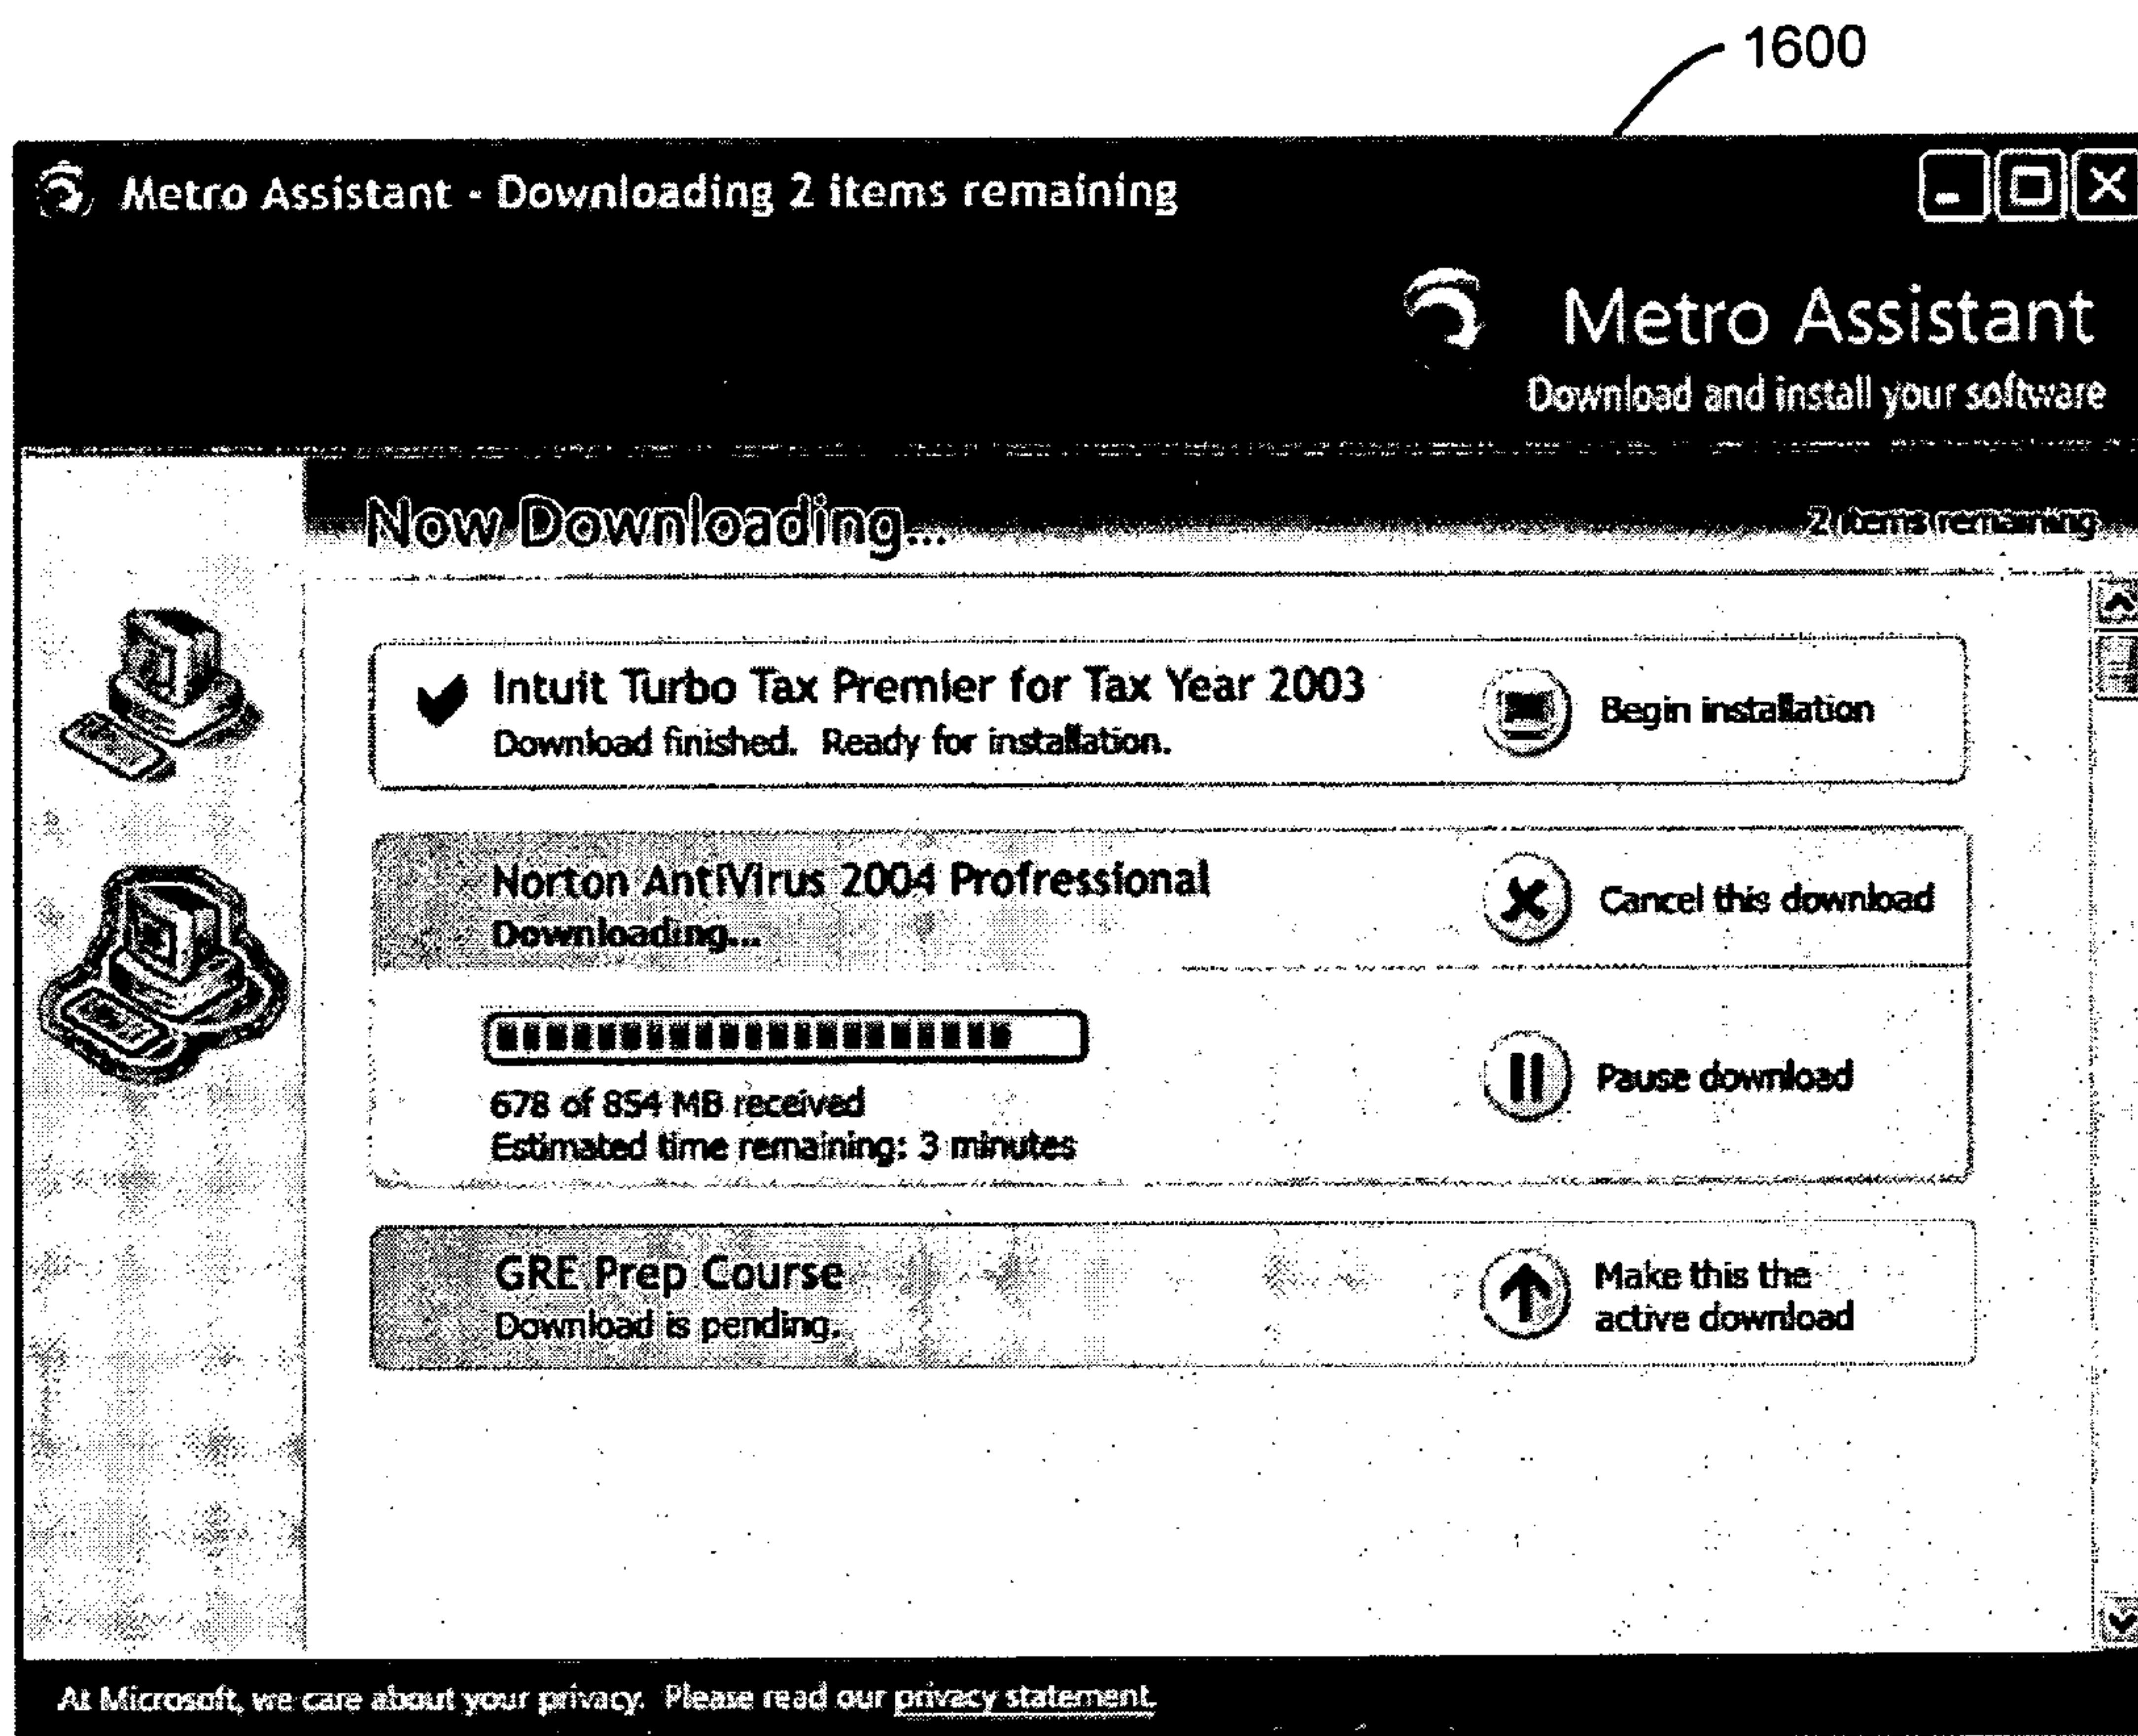 1600
Metro Assistant - Downloading 2 items remaining
Metro Assistant
Download and install your software
Now Downloading...
2 items remaining
Intuit Turbo Tax Premier for Tax Year 2003
Download finished. Ready for installation.
Begin installation
Norton AntiVirus 2004 Profressional
Downloading...
Cancel this download
678 of 854 MB received
Estimated time remaining: 3 minutes
Pause download
GRE Prep Course
Download is pending.
Make this the
active download
At Microsoft, we care about your privacy. Please read our privacy statement.